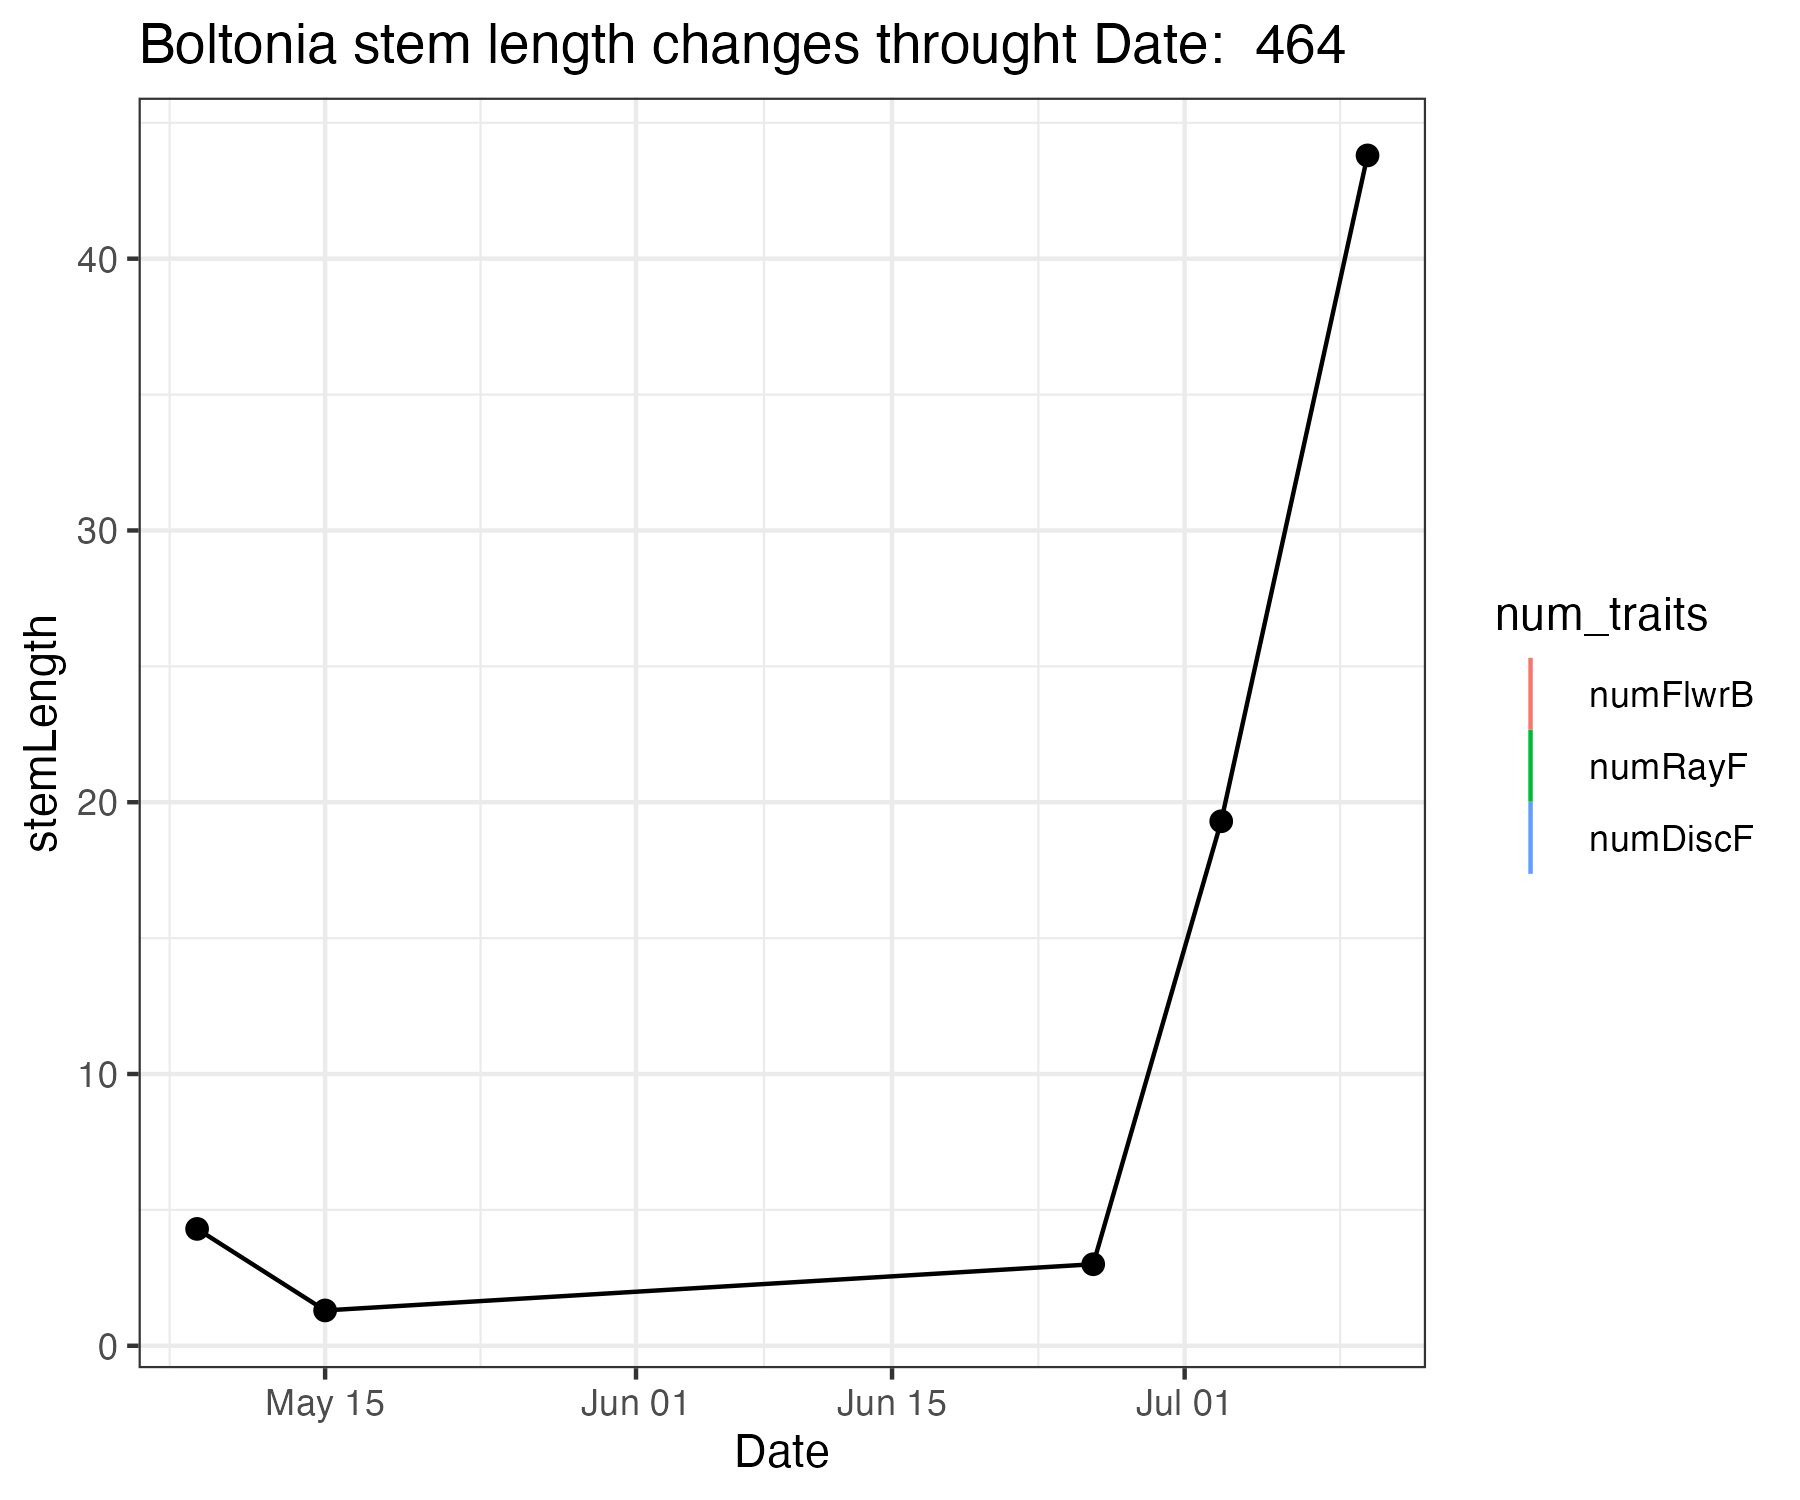 Boltonia stem length changes throught Date:  464
stemLength
40
30
20
10
0
May 15
Jun 01
Jun 15
Jul 01
Date
num_traits
numFlwrB
numRayF
numDiscF